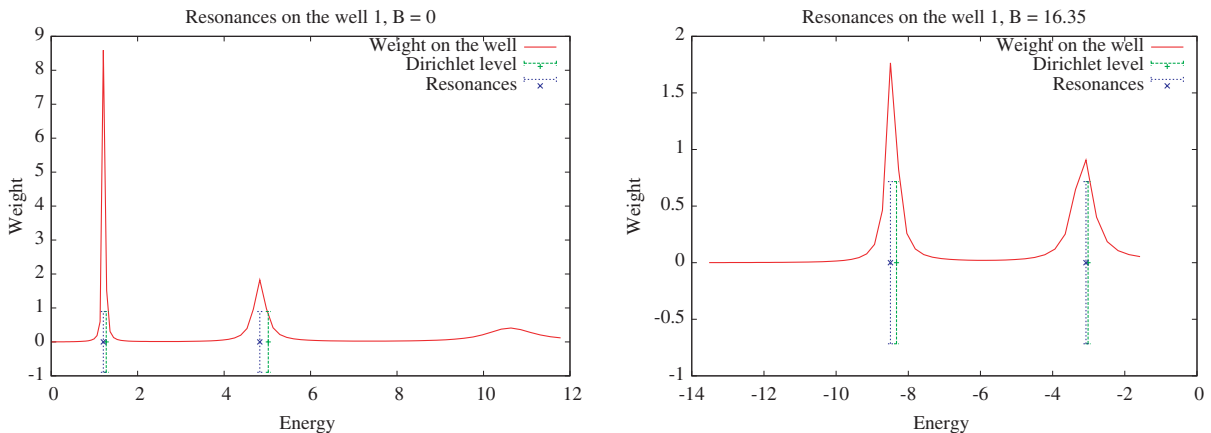 Resonances on the well 1, B = 0
Weight on the well
Dirichlet level
Resonances
Weight
9
8
7
6
5
4
3
2
1
0
-1
0 2 4 6 8 10 12
Energy
Resonances on the well 1, B = 16.35
Weight on the well
Dirichlet level
Resonances
Weight
2
1.5
1
0.5
0
-0.5
-1
-14 -12 -10 -8 -6 -4 -2 0
Energy